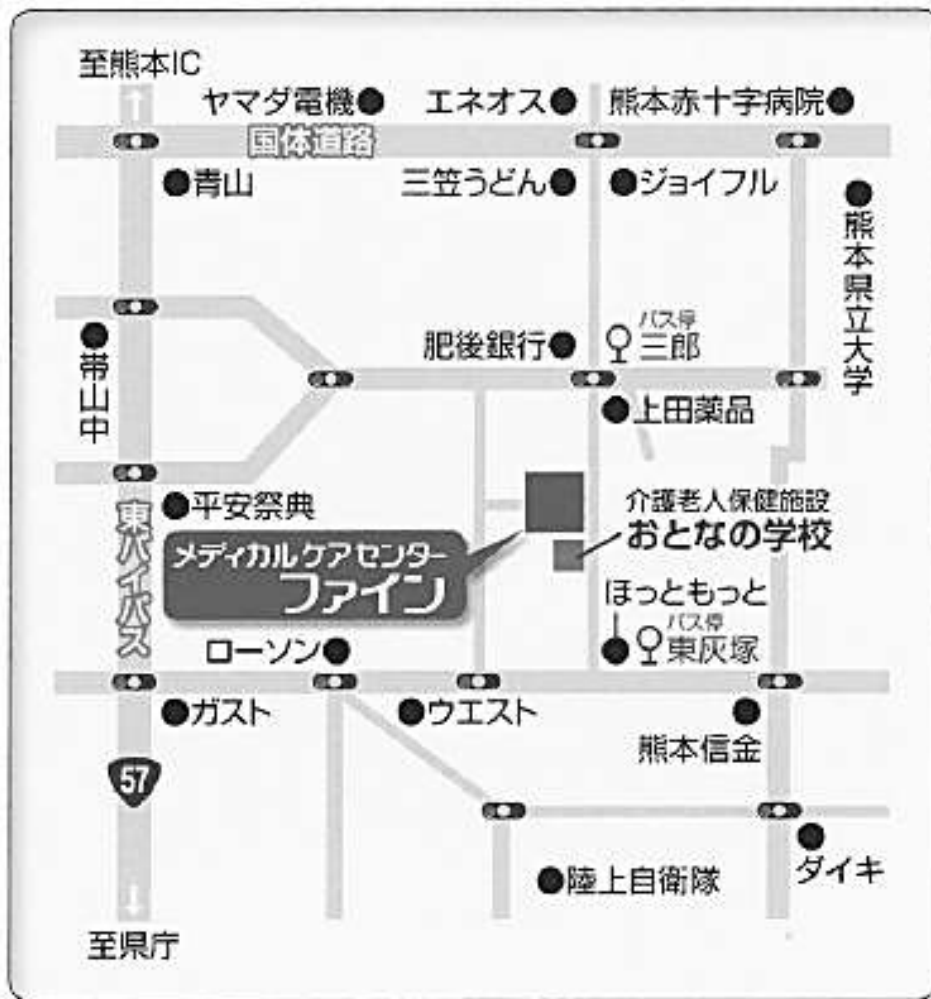 至熊本IC
ヤマダ電機
エネオス
熊本赤十字病院
国体道路
青山
三笠うどん
ジョイフル
熊本県立大学
帯山中
肥後銀行
バス停
三郎
上田薬品
平安祭典
東バイパス
メディカルケアセンター
ファイン
介護老人保健施設
おとなの学校
ほっともっと
バス停
東灰塚
ローソン
ガスト
ウエスト
熊本信金
57
ダイキ
陸上自衛隊
至県庁